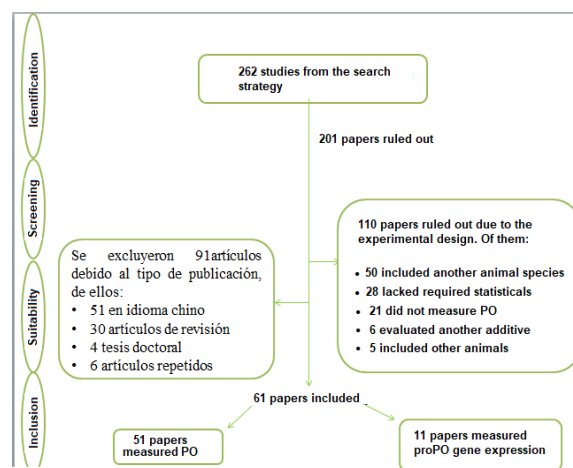 Identification
262 studies from the search
strategy
201 papers ruled out
Screening
110 papers ruled out due to the
experimental design. Of them:
• 50 included another animal species
• 28 lacked required statisticals
• 21 did not measure PO
• 6 evaluated another additive
• 5 included other animals
Se excluyeron 91artículos
debido al tipo de publicación,
de ellos:
• 51 en idioma chino
• 30 artículos de revisión
• 4 tesis doctoral
• 6 artículos repetidos
Suitability
61 papers included
Inclusion
51 papers
measured PO
11 papers measured
proPO gene expression